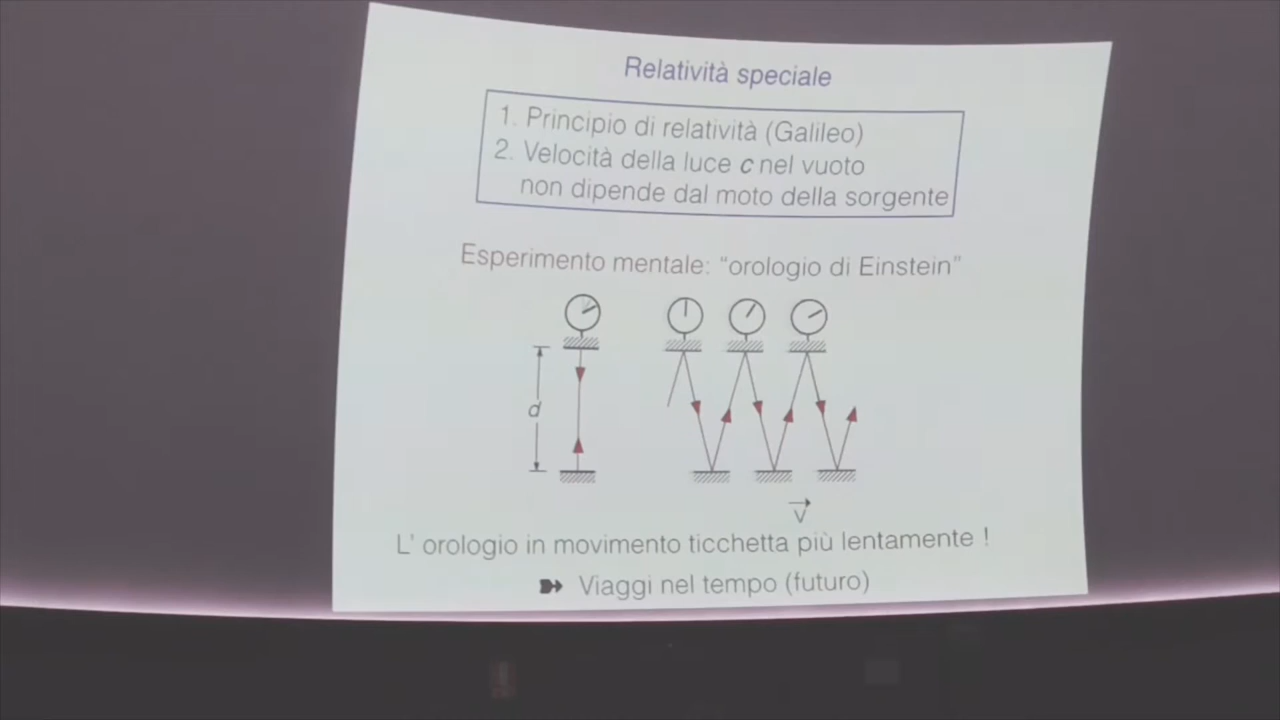 Relatività speciale
1. Principio di relatività (Galileo)
2. Velocità della luce c nel vuoto
non dipende dal moto della sorgente
Esperimento mentale: “orologio di Einstein”
d
v
L' orologio in movimento ticchetta più lentamente !
Viaggi nel tempo (futuro)